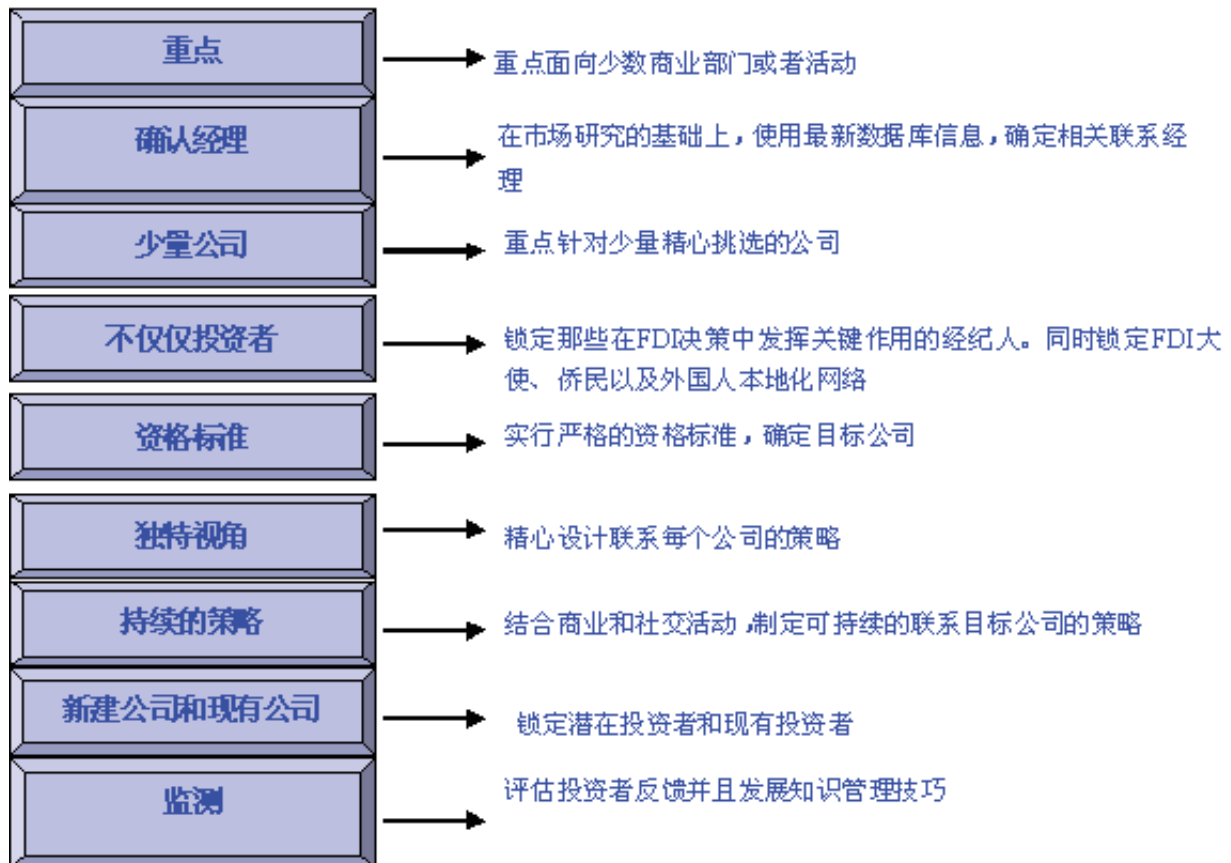 重点
重点面向少数商业部门或者活动
确认经理
在市场研究的基础上，使用最新数据库信息，确定相关联系经
理
少量公司
重点针对少量精心挑选的公司
不仅仅投资者
锁定那些在FDI决策中发挥关键作用的经纪人。同时锁定FDI大
使、侨民以及外国人本地化网络
资格标准
实行严格的资格标准，确定目标公司
独特视角
精心设计联系每个公司的策略
持续的策略
结合商业和社交活动，制定可持续的联系目标公司的策略
新建公司和现有公司
锁定潜在投资者和现有投资者
监测
评估投资者反馈并且发展知识管理技巧